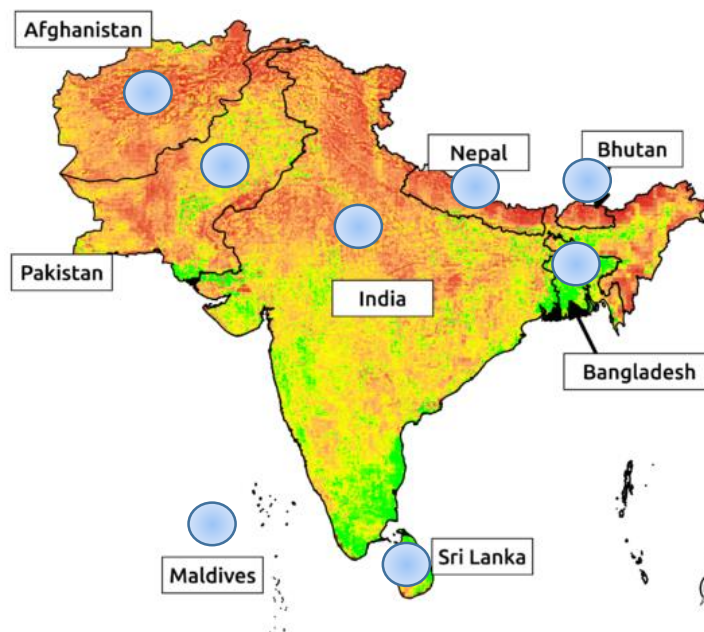 Afghanistan
Nepal
Bhutan
Pakistan
India
Bangladesh
Maldives
Sri Lanka